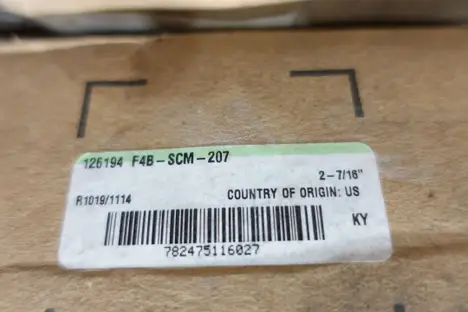 126194 F4B-SCM-207
2-7/16"
R1019/1114
COUNTRY OF ORIGIN: US
KY
782475116027